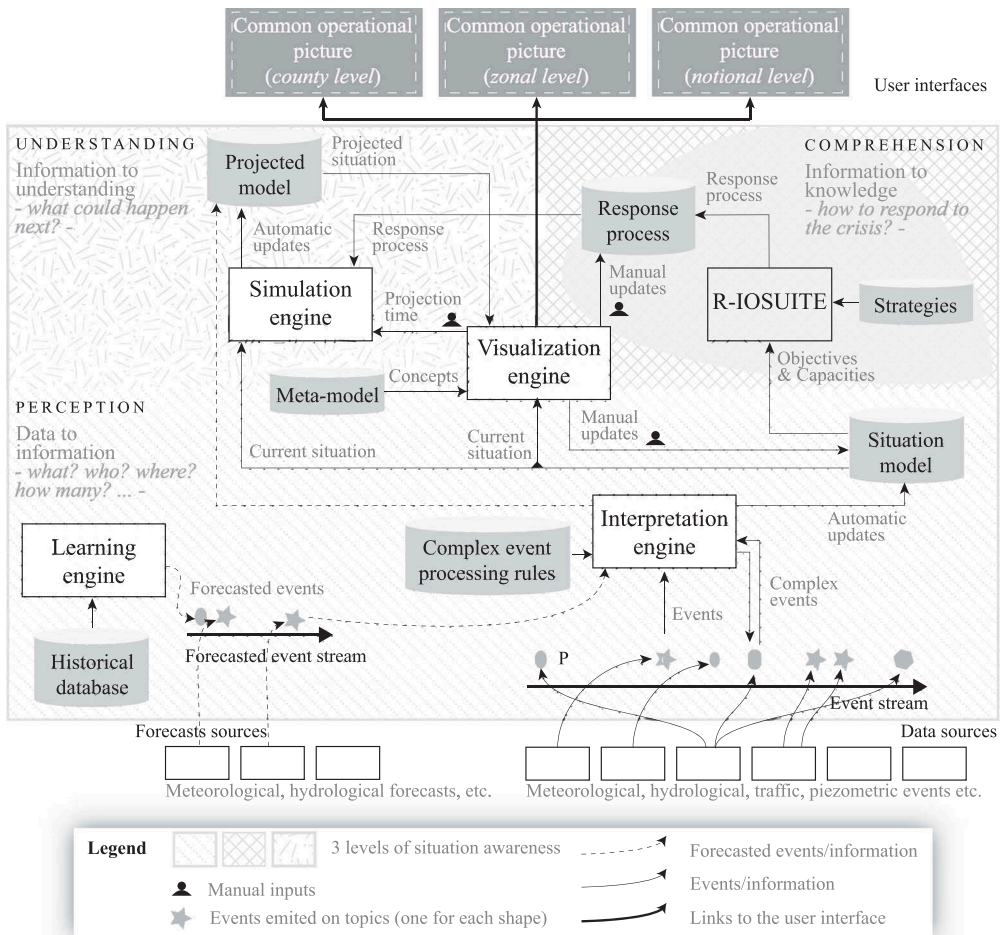 Common operational
picture
(county level)
Common operational
picture
(zonal level)
Common operational
picture
(notional level)
User interfaces
UNDERSTANDING
Information to
understanding
- what could happen
next? -
Projected
model
Projected
situation
COMPREHENSION
Information to
knowledge
- how to respond to
the crisis? -
Response
process
Response
process
Automatic
updates
Response
process
Simulation
engine
Projection
time
Manual
updates
R-IOSUITE
Strategies
Visualization
engine
Objectives
& Capacities
Meta-model
Concepts
PERCEPTION
Data to
information
- what? who? where?
how many? ... -
Current situation
Current
situation
Manual
updates
Situation
model
Automatic
updates
Interpretation
engine
Complex event
processing rules
Learning
engine
Forecasted events
Events
Complex
events
Historical
database
Forecasted event stream
P
Event stream
Forecasts sources
Data sources
Meteorological, hydrological forecasts, etc.
Meteorological, hydrological, traffic, piezometric events etc.
Legend
3 levels of situation awareness
Forecasted events/information
Manual inputs
Events/information
Events emited on topics (one for each shape)
Links to the user interface